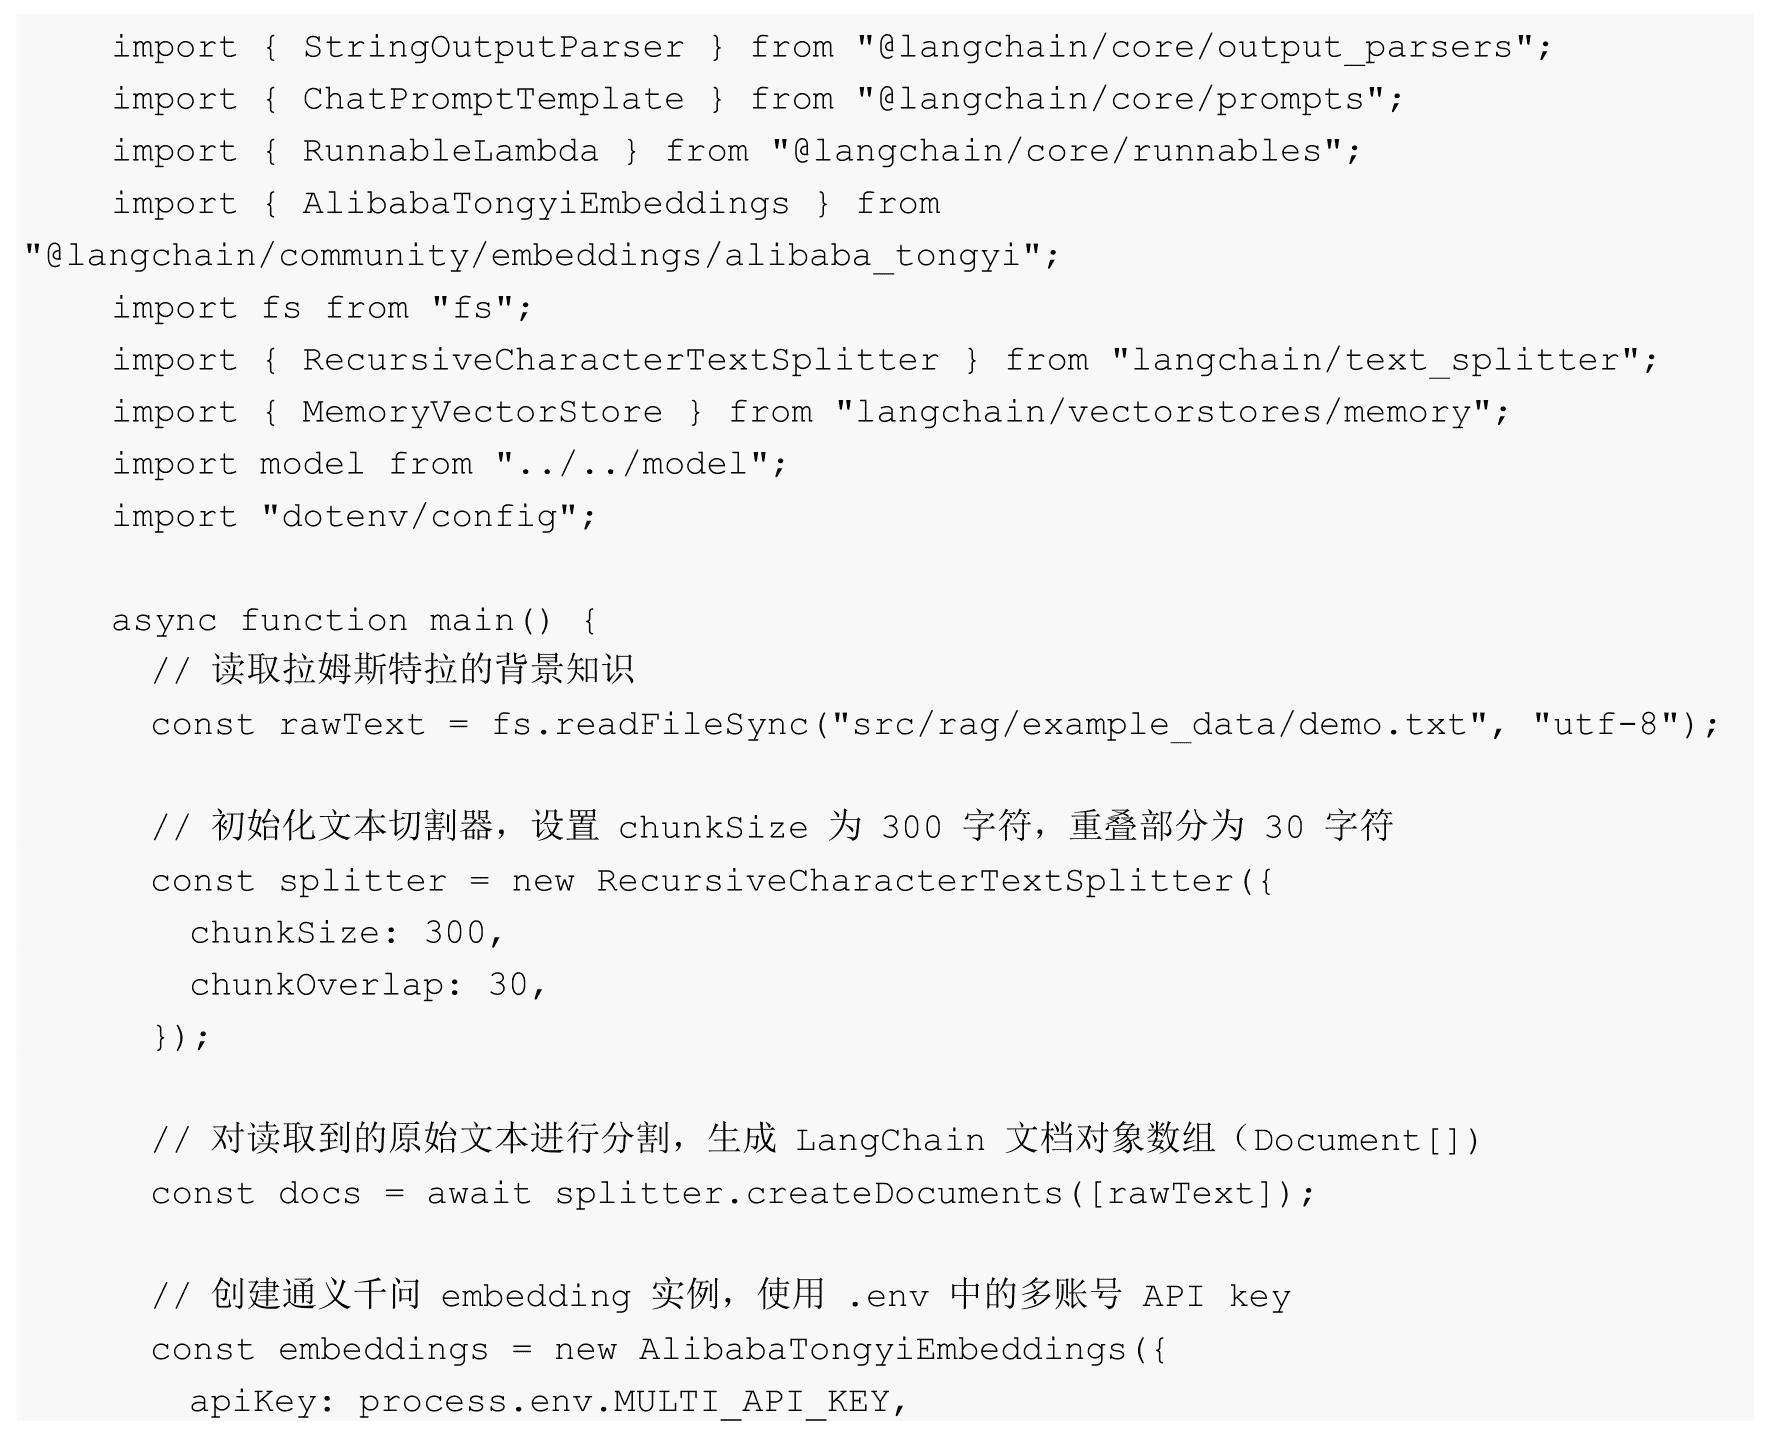 import { StringOutputParser } from "@langchain/core/output_parsers";
import { ChatPromptTemplate } from "@langchain/core/prompts";
import { RunnableLambda } from "@langchain/core/runnables";
import { AlibabaTongyiEmbeddings } from
"@langchain/community/embeddings/alibaba_tongyi";
import fs from "fs";
import { RecursiveCharacterTextSplitter } from "langchain/text_splitter";
import { MemoryVectorStore } from "langchain/vectorstores/memory";
import model from "../../model";
import "dotenv/config";
async function main() {
// 读取拉姆斯特拉的背景知识
const rawText = fs.readFileSync("src/rag/example_data/demo.txt", "utf-8");
// 初始化文本切割器，设置 chunkSize 为 300 字符，重叠部分为 30 字符
const splitter = new RecursiveCharacterTextSplitter({
chunkSize: 300,
chunkOverlap: 30,
});
// 对读取到的原始文本进行分割，生成 LangChain 文档对象数组（Document[])
const docs = await splitter.createDocuments([rawText]);
// 创建通义千问 embedding 实例，使用 .env 中的多账号 API key
const embeddings = new AlibabaTongyiEmbeddings({
apiKey: process.env.MULTI_API_KEY,